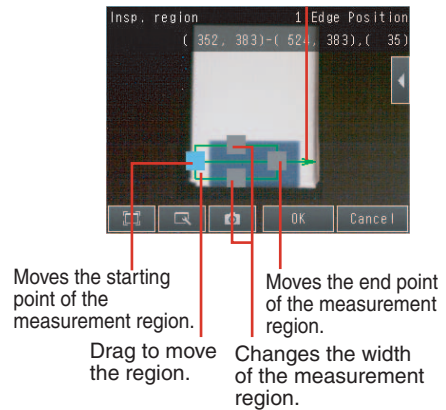 Insp. region 1 Edge Position
( 352, 383)-( 524, 383),( 35)
OK Cancel
Moves the starting
point of the
measurement region.
Moves the end point
of the measurement
region.
Drag to move
the region.
Changes the width
of the measurement
region.